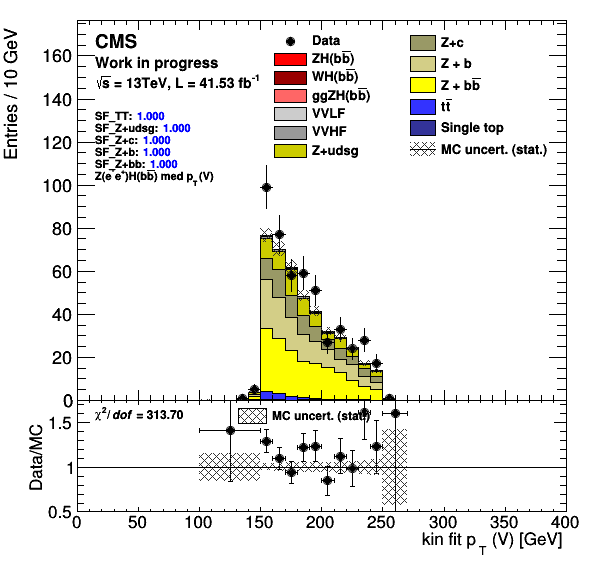 CMS
Work in progress
√s = 13TeV, L = 41.53 fb⁻¹
SF_TT: 1.000
SF_Z+udsg: 1.000
SF_Z+c: 1.000
SF_Z+b: 1.000
SF_Z+bb: 1.000
Z(e⁻e⁺)H(bb̅) med p_T(V)
Data
ZH(bb̅)
WH(bb̅)
ggZH(bb̅)
VVLF
VVHF
Z+udsg
Z+c
Z + b
Z + bb̅
tt̅
Single top
MC uncert. (stat.)
Entries / 10 GeV
160
140
120
100
80
60
40
20
0
χ²/dof = 313.70
MC uncert. (stat.)
Data/MC
1.5
1
0.5
0 50 100 150 200 250 300 350 400
kin fit p_T (V) [GeV]